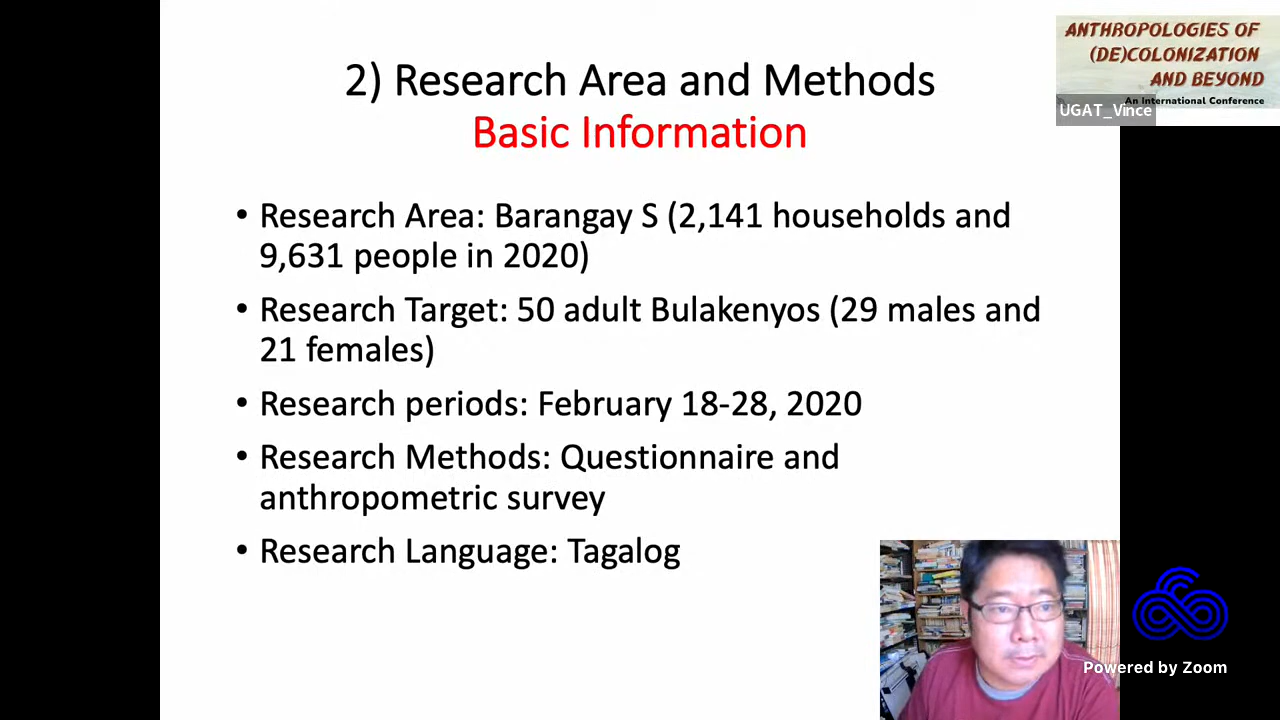 2) Research Area and Methods
Basic Information
• Research Area: Barangay S (2,141 households and
9,631 people in 2020)
• Research Target: 50 adult Bulakenyos (29 males and
21 females)
• Research periods: February 18-28, 2020
• Research Methods: Questionnaire and
anthropometric survey
• Research Language: Tagalog
ANTHROPOLOGIES OF
(DE)COLONIZATION
AND BEYOND
An International Conference
UGAT_Vince
Powered by Zoom